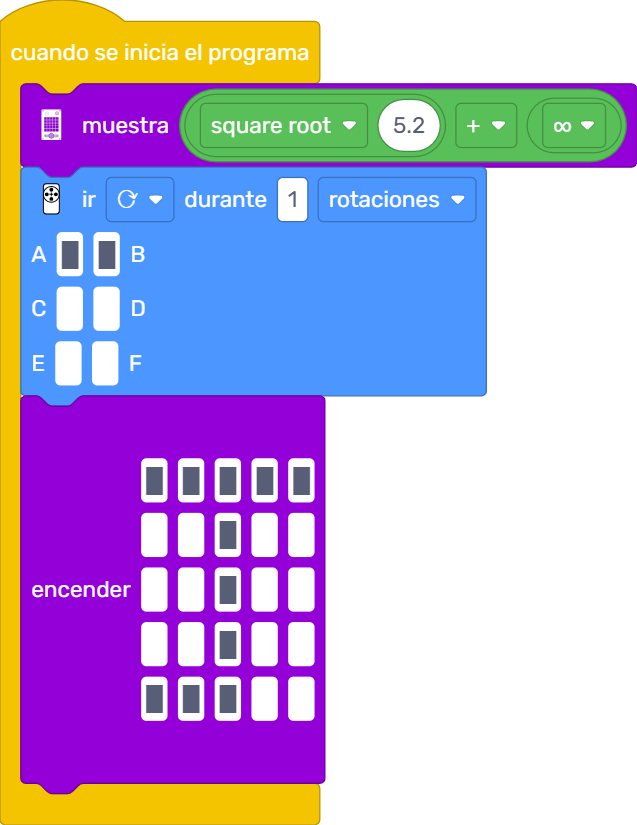 cuando se inicia el programa
muestra square root 5.2 + ∞
ir durante 1 rotaciones
A B
C D
E F
encender